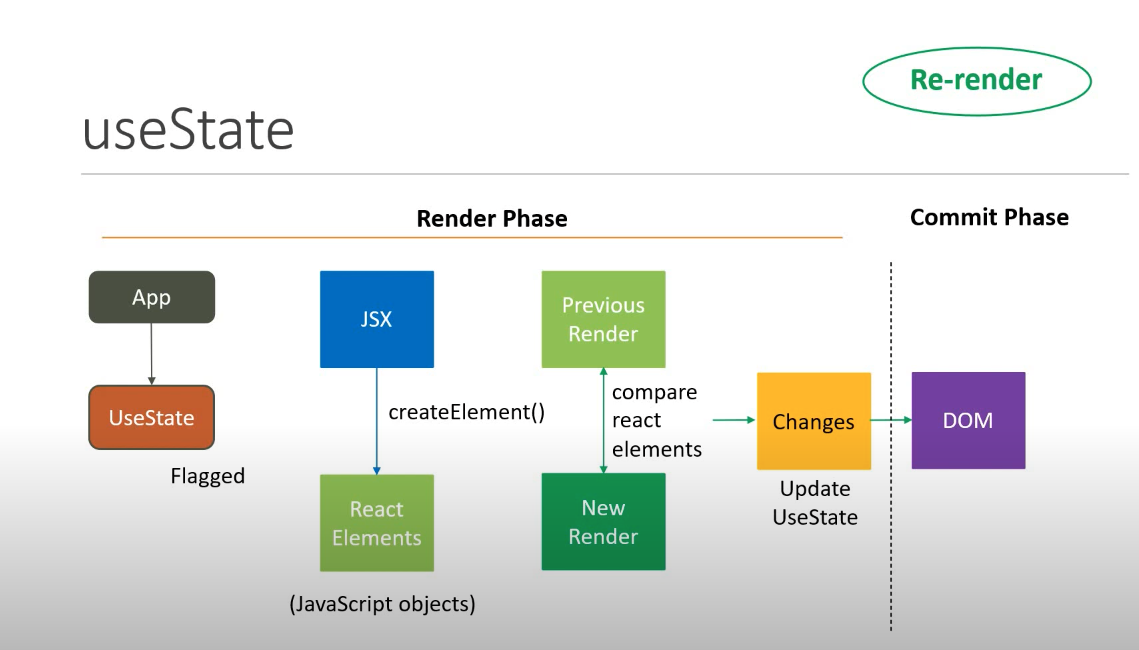 Re-render
useState
Render Phase
Commit Phase
App
UseState
Flagged
JSX
createElement()
React
Elements
(JavaScript objects)
Previous
Render
compare
react
elements
New
Render
Changes
Update
UseState
DOM